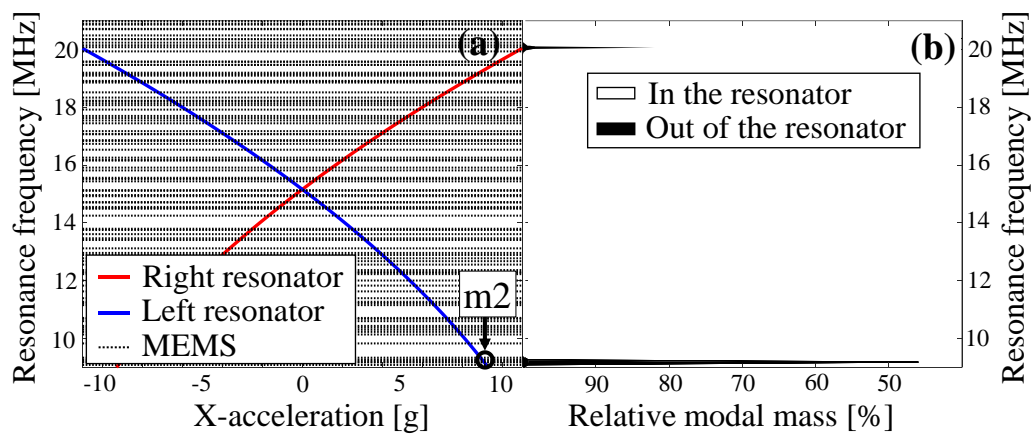 Resonance frequency [MHz]
20
18
16
14
12
10
(a)
Right resonator
Left resonator
MEMS
m2
-10
-5
0
5
10
X-acceleration [g]
(b)
In the resonator
Out of the resonator
90
80
70
60
50
Relative modal mass [%]
20
18
16
14
12
10
Resonance frequency [MHz]